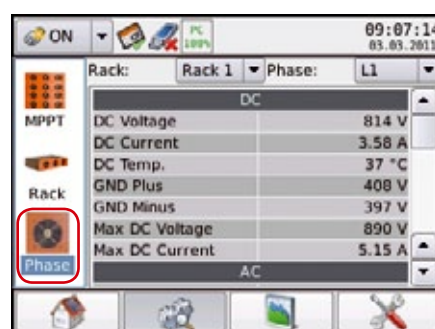 ON
PC
100%
09:07:14
03.03.2011
Rack: Rack 1 Phase: L1
DC
MPPT
DC Voltage 814 V
DC Current 3.58 A
DC Temp. 37 °C
Rack
GND Plus 408 V
GND Minus 397 V
Max DC Voltage 890 V
Max DC Current 5.15 A
Phase
AC